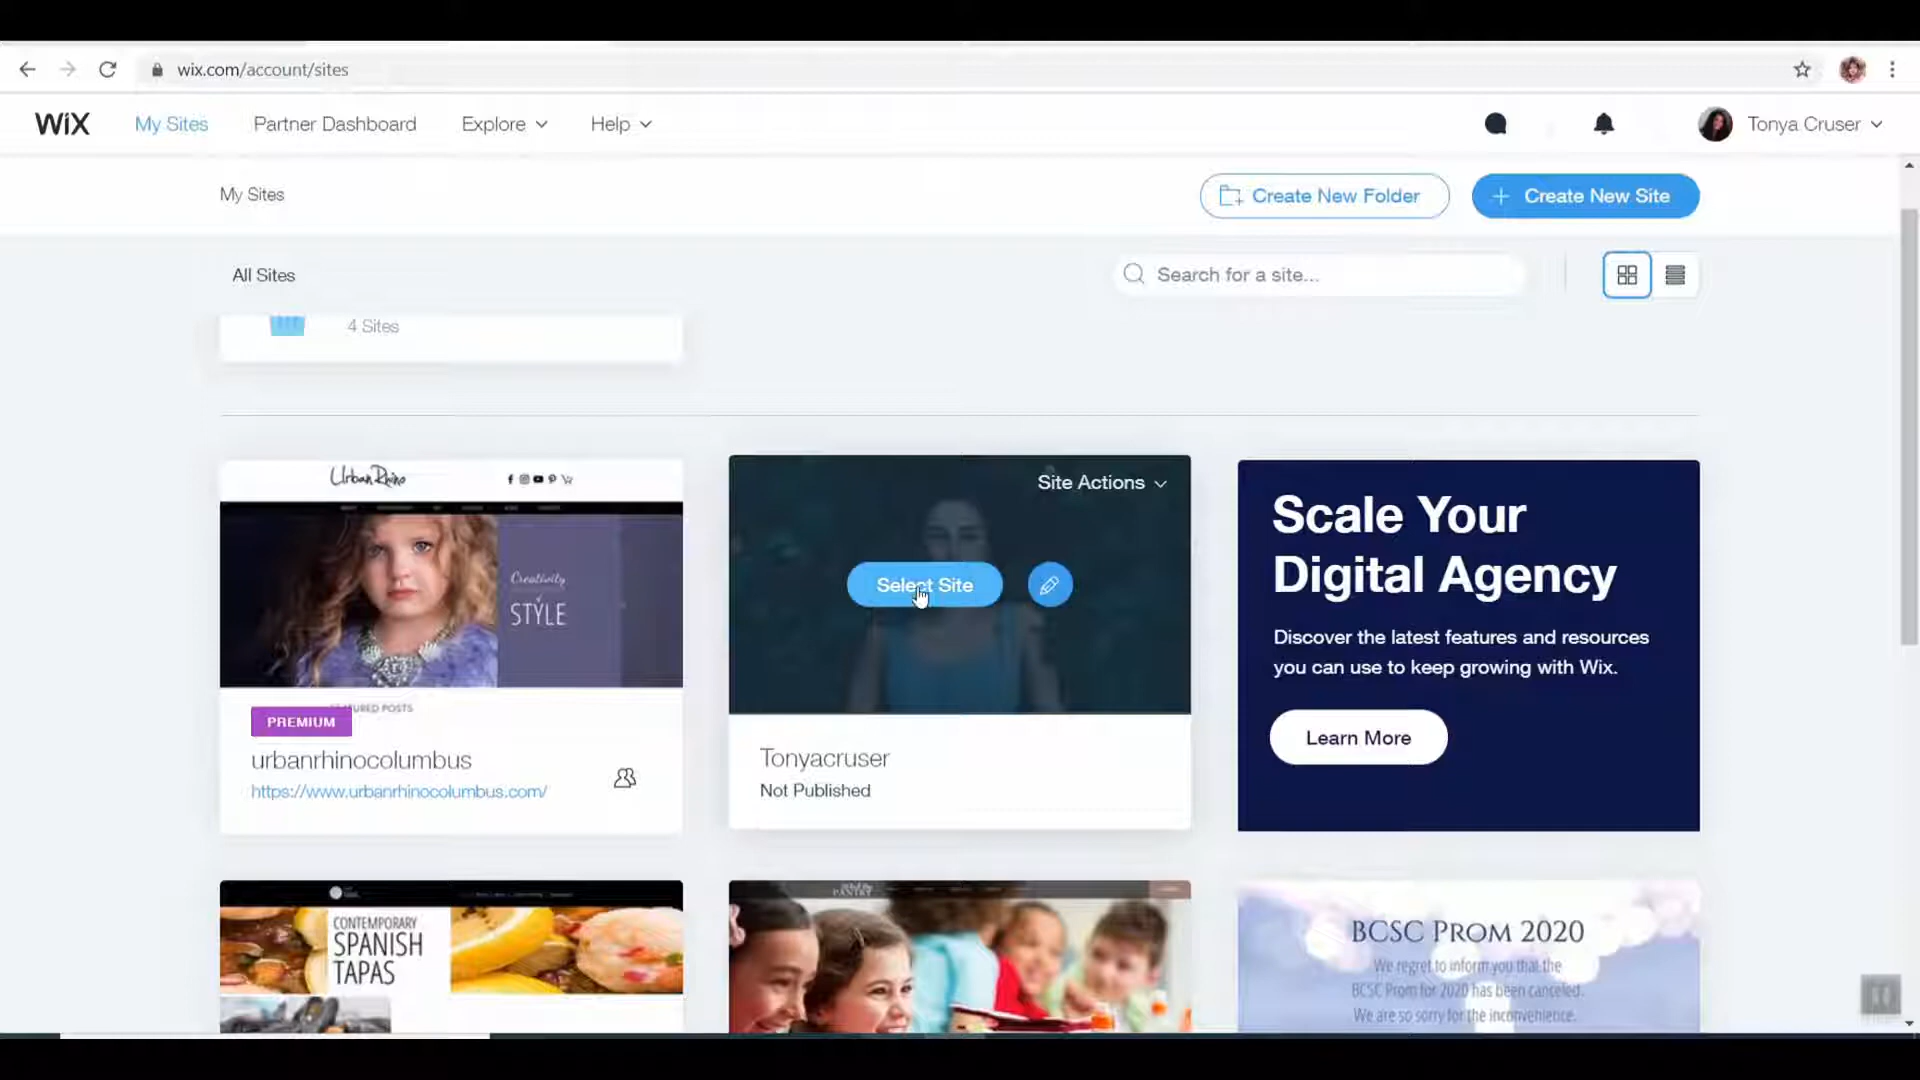 wix.com/account/sites
WiX
My Sites
Partner Dashboard
Explore
Help
Tonya Cruser
My Sites
Create New Folder
Create New Site
All Sites
Search for a site...
4 Sites
Urban Rhino
Creativity
STYLE
PREMIUM
urbanrhinocolumbus
https://www.urbanrhinocolumbus.com/
Site Actions
Select Site
Tonyacruser
Not Published
Scale Your
Digital Agency
Discover the latest features and resources
you can use to keep growing with Wix.
Learn More
CONTEMPORARY
SPANISH
TAPAS
PANTRY
BCSC PROM 2020
We regret to inform you that the
BCSC Prom for 2020 has been canceled.
We are so sorry for the inconvenience.